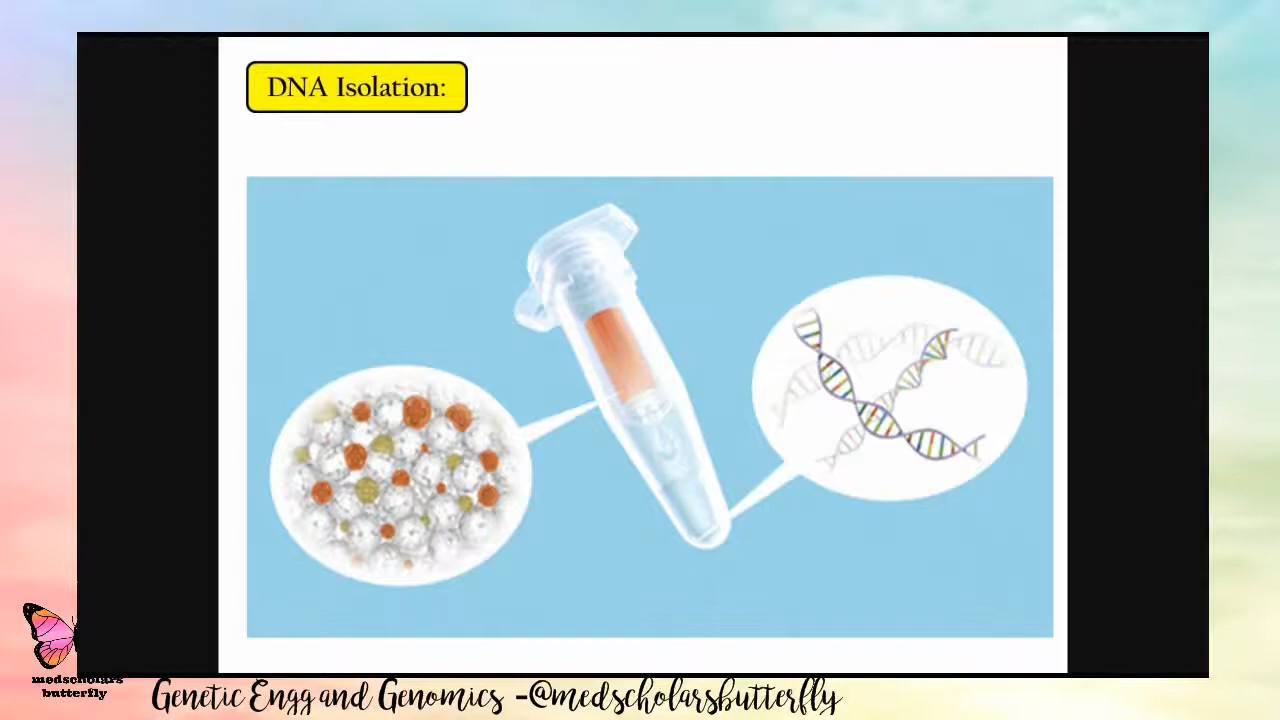 DNA Isolation:
medscholars
butterfly
Genetic Engg and Genomics -@medscholarsbutterfly